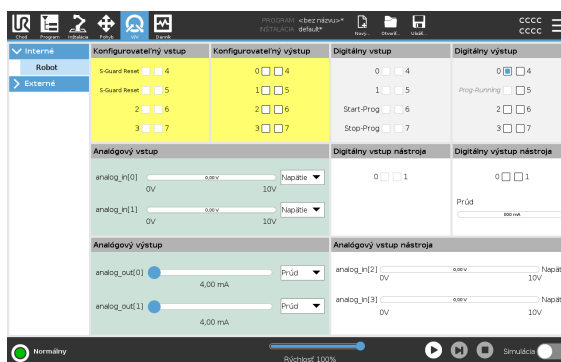 UR
PROGRAM <bez názvu>*
INŠTALÁCIA default*
CCCC
CCCC
Chod Program Inštalácia Pohyb V/V Denník Nový... Otvoriť... Uložiť...
Interné
Robot
Externé
Konfigurovateľný vstup
S-Guard Reset 4
S-Guard Reset 5
2 6
3 7
Konfigurovateľný výstup
0 4
1 5
2 6
3 7
Digitálny vstup
0 4
1 5
Start-Prog 6
Stop-Prog 7
Digitálny výstup
0 4
Prog-Running 5
2 6
3 7
Analógový vstup
analog_in[0] 0,00 V Napätie
0V 10V
analog_in[1] 0,00 V Napätie
0V 10V
Digitálny vstup nástroja
0 1
Digitálny výstup nástroja
0 1
Prúd
000 mA
Analógový výstup
analog_out[0] Prúd
4,00 mA
analog_out[1] Prúd
4,00 mA
Analógový vstup nástroja
analog_in[2] 0,00 V Napät
0V 10V
analog_in[3] 0,00 V Napät
0V 10V
Normálny
Rýchlosť 100%
Simulácia